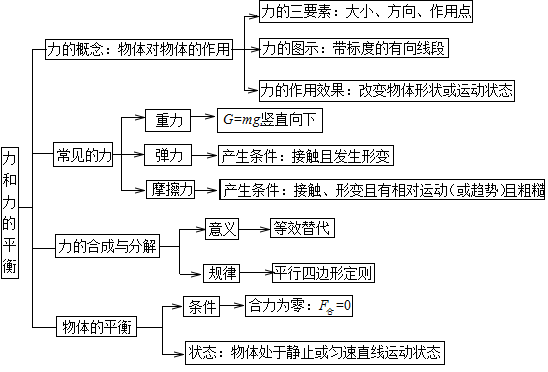 力和力的平衡
力的概念：物体对物体的作用
力的三要素：大小、方向、作用点
力的图示：带标度的有向线段
力的作用效果：改变物体形状或运动状态
常见的力
重力
G=mg竖直向下
弹力
产生条件：接触且发生形变
摩擦力
产生条件：接触、形变且有相对运动（或趋势）且粗糙
力的合成与分解
意义
等效替代
规律
平行四边形定则
物体的平衡
条件
合力为零：F合=0
状态：物体处于静止或匀速直线运动状态